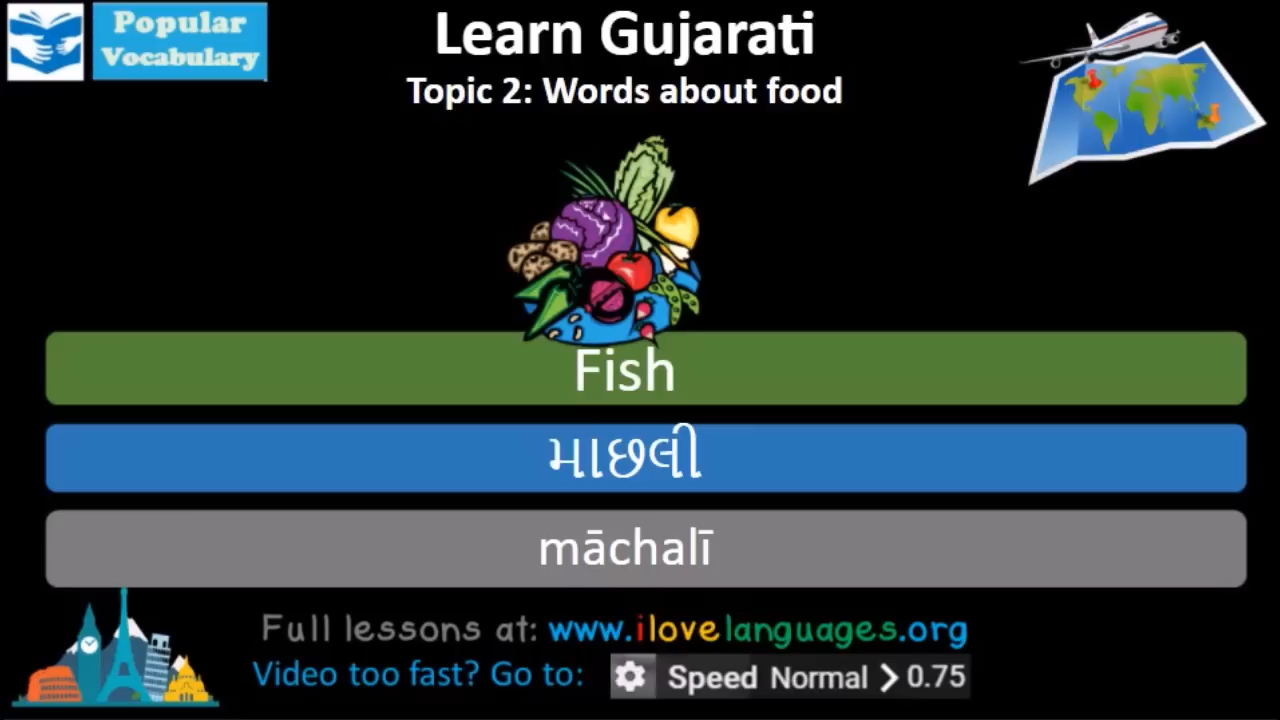 Popular
Vocabulary
Learn Gujarati
Topic 2: Words about food
Fish
માછલી
māchalī
Full lessons at: www.ilovelanguages.org
Video too fast? Go to: Speed Normal > 0.75